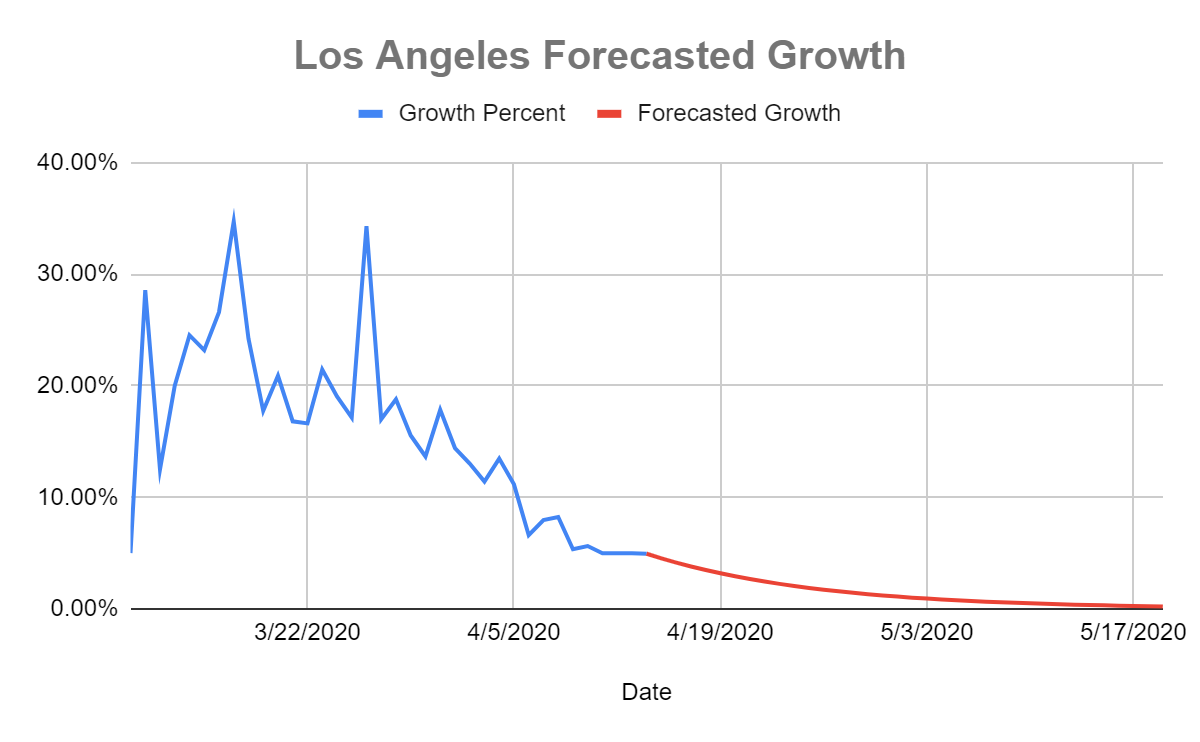 Los Angeles Forecasted Growth
Growth Percent Forecasted Growth
40.00%
30.00%
20.00%
10.00%
0.00%
3/22/2020 4/5/2020 4/19/2020 5/3/2020 5/17/2020
Date